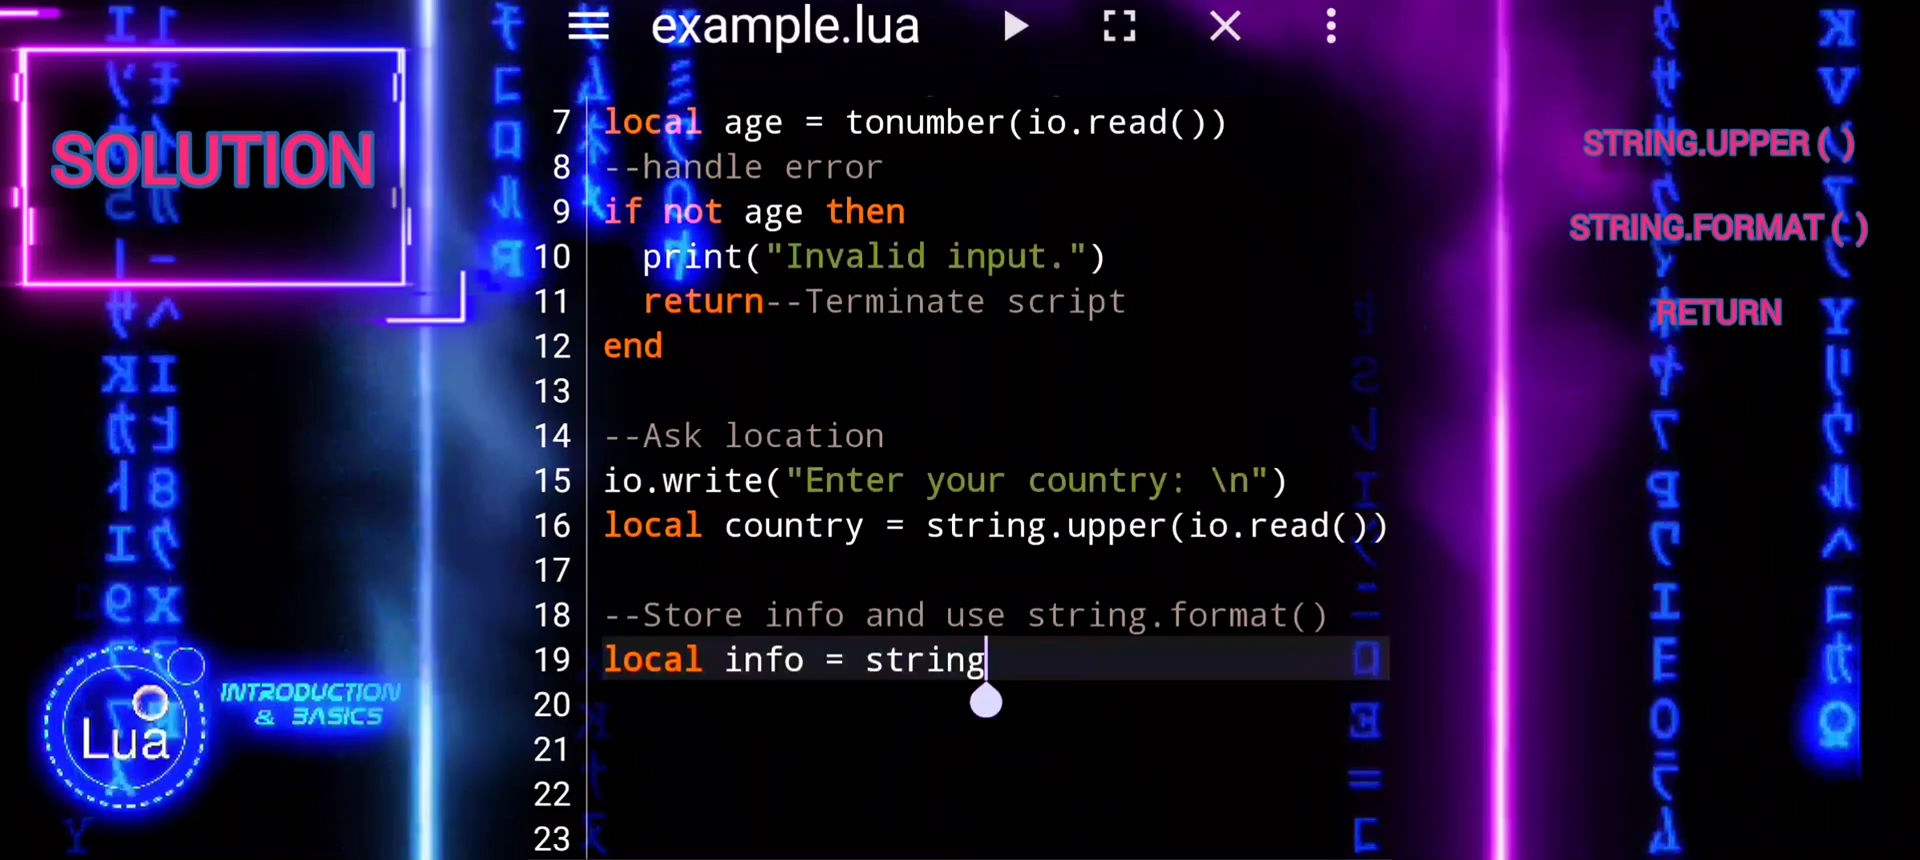 SOLUTION
example.lua
7 local age = tonumber(io.read())
8 --handle error
9 if not age then
10 print("Invalid input.")
11 return--Terminate script
12 end
13
14 --Ask location
15 io.write("Enter your country: \n")
16 local country = string.upper(io.read())
17
18 --Store info and use string.format()
19 local info = string
20
21
22
23
STRING.UPPER ( )
STRING.FORMAT ( )
RETURN
Lua
INTRODUCTION
& BASICS